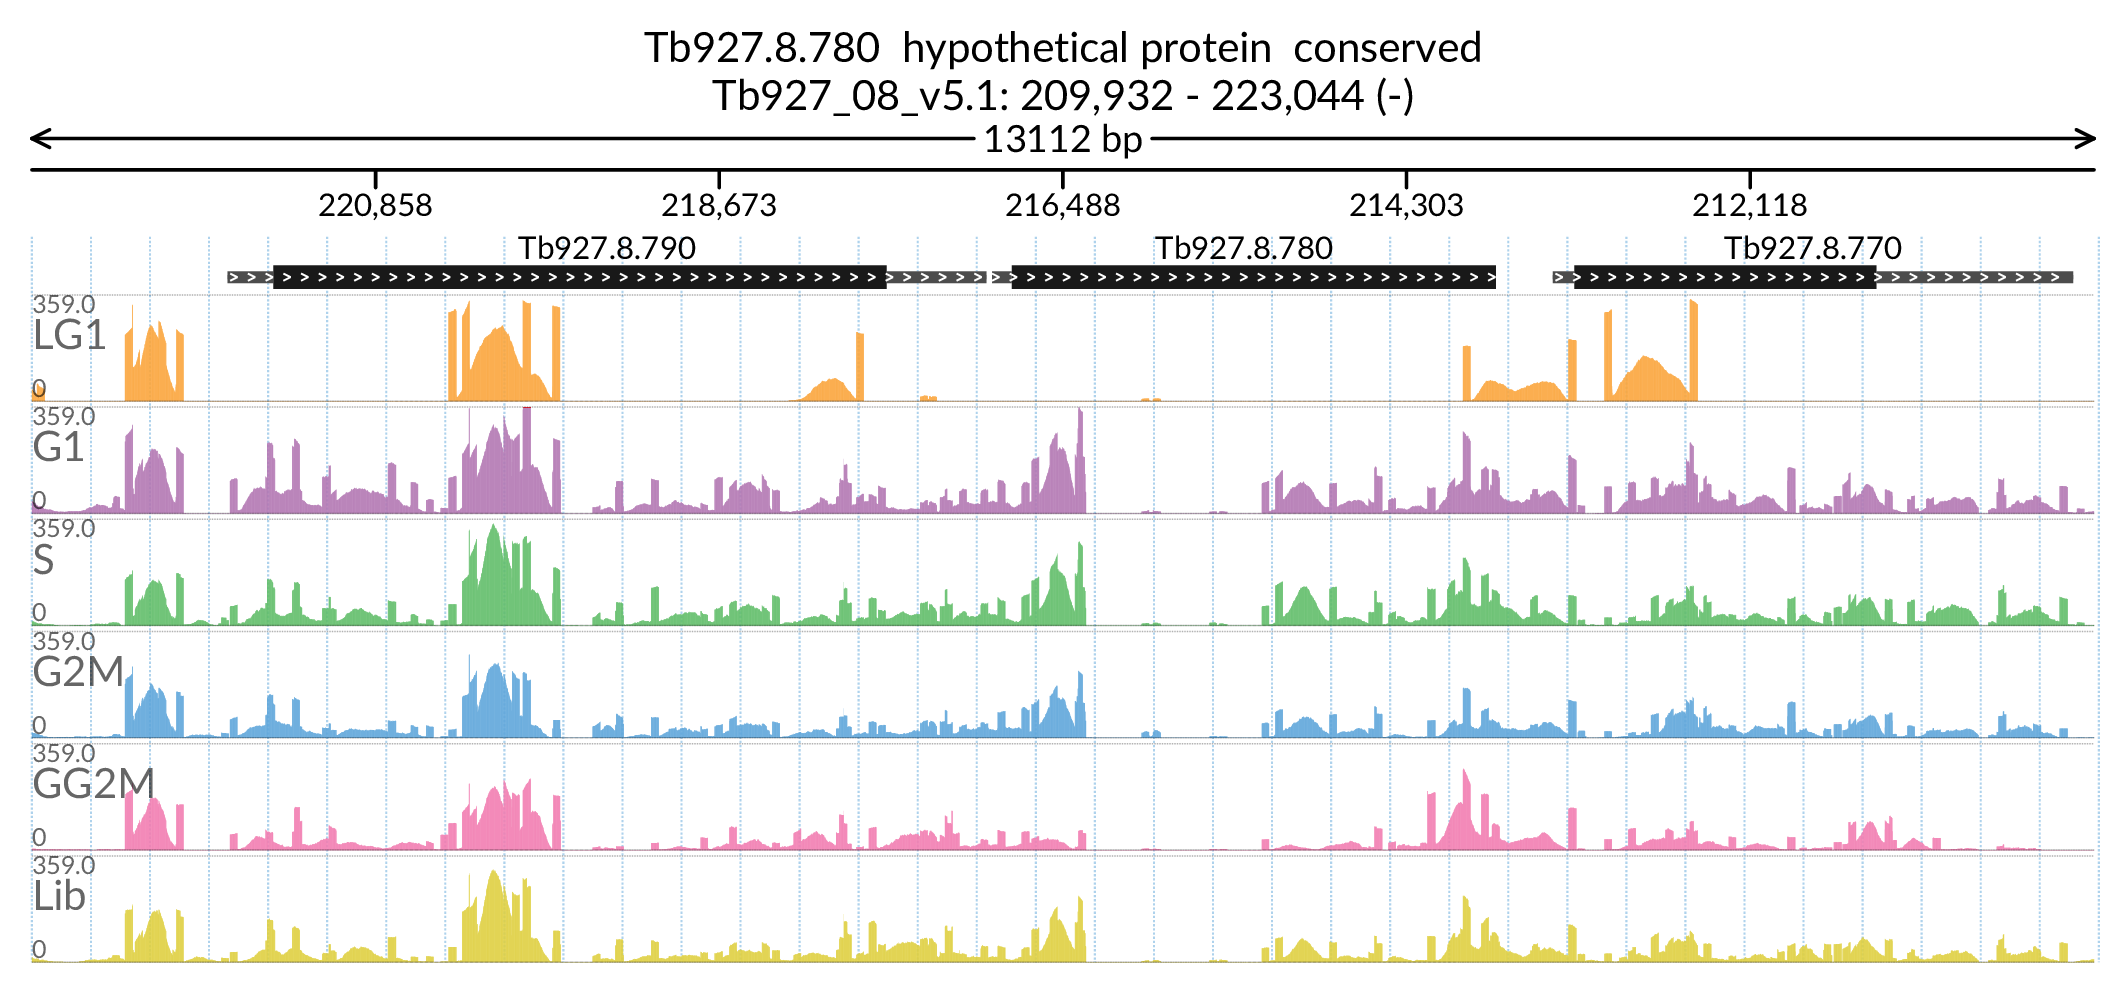 Tb927.8.780  hypothetical protein  conserved
Tb927_08_v5.1: 209,932 - 223,044 (-)
13112 bp
220,858 218,673 216,488 214,303 212,118
Tb927.8.790 Tb927.8.780 Tb927.8.770
359.0
LG1
0
359.0
G1
0
359.0
S
0
359.0
G2M
0
359.0
GG2M
0
359.0
Lib
0